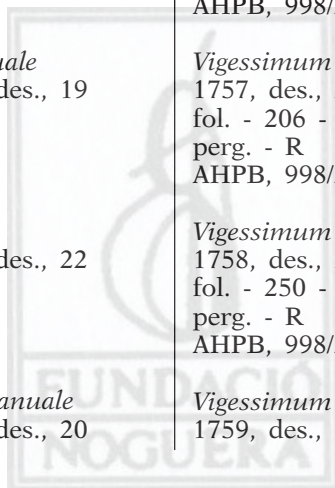 uale
des., 19
des., 22
anuale
des., 20
AHPB, 998/
Vigessimum
1757, des.,
fol. - 206 -
perg. - R
AHPB, 998/
Vigessimum
1758, des.,
fol. - 250 -
perg. - R
AHPB, 998/
Vigessimum
1759, des.,
FUNDACIÓ
NOGUERA